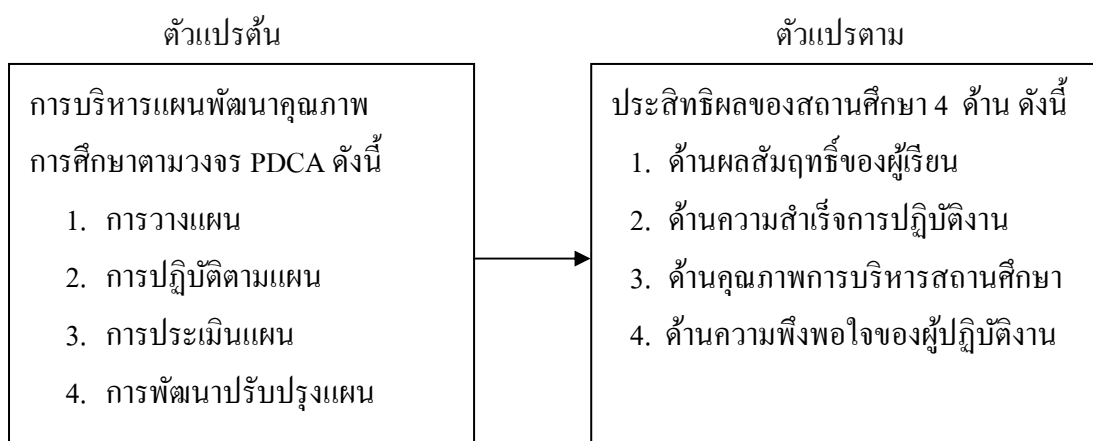 ตัวแปรต้น
การบริหารแผนพัฒนาคุณภาพ
การศึกษาตามวงจร PDCA ดังนี้
1. การวางแผน
2. การปฏิบัติตามแผน
3. การประเมินแผน
4. การพัฒนาปรับปรุงแผน
ตัวแปรตาม
ประสิทธิผลของสถานศึกษา 4 ด้าน ดังนี้
1. ด้านผลสัมฤทธิ์ของผู้เรียน
2. ด้านความสำเร็จการปฏิบัติงาน
3. ด้านคุณภาพการบริหารสถานศึกษา
4. ด้านความพึงพอใจของผู้ปฏิบัติงาน